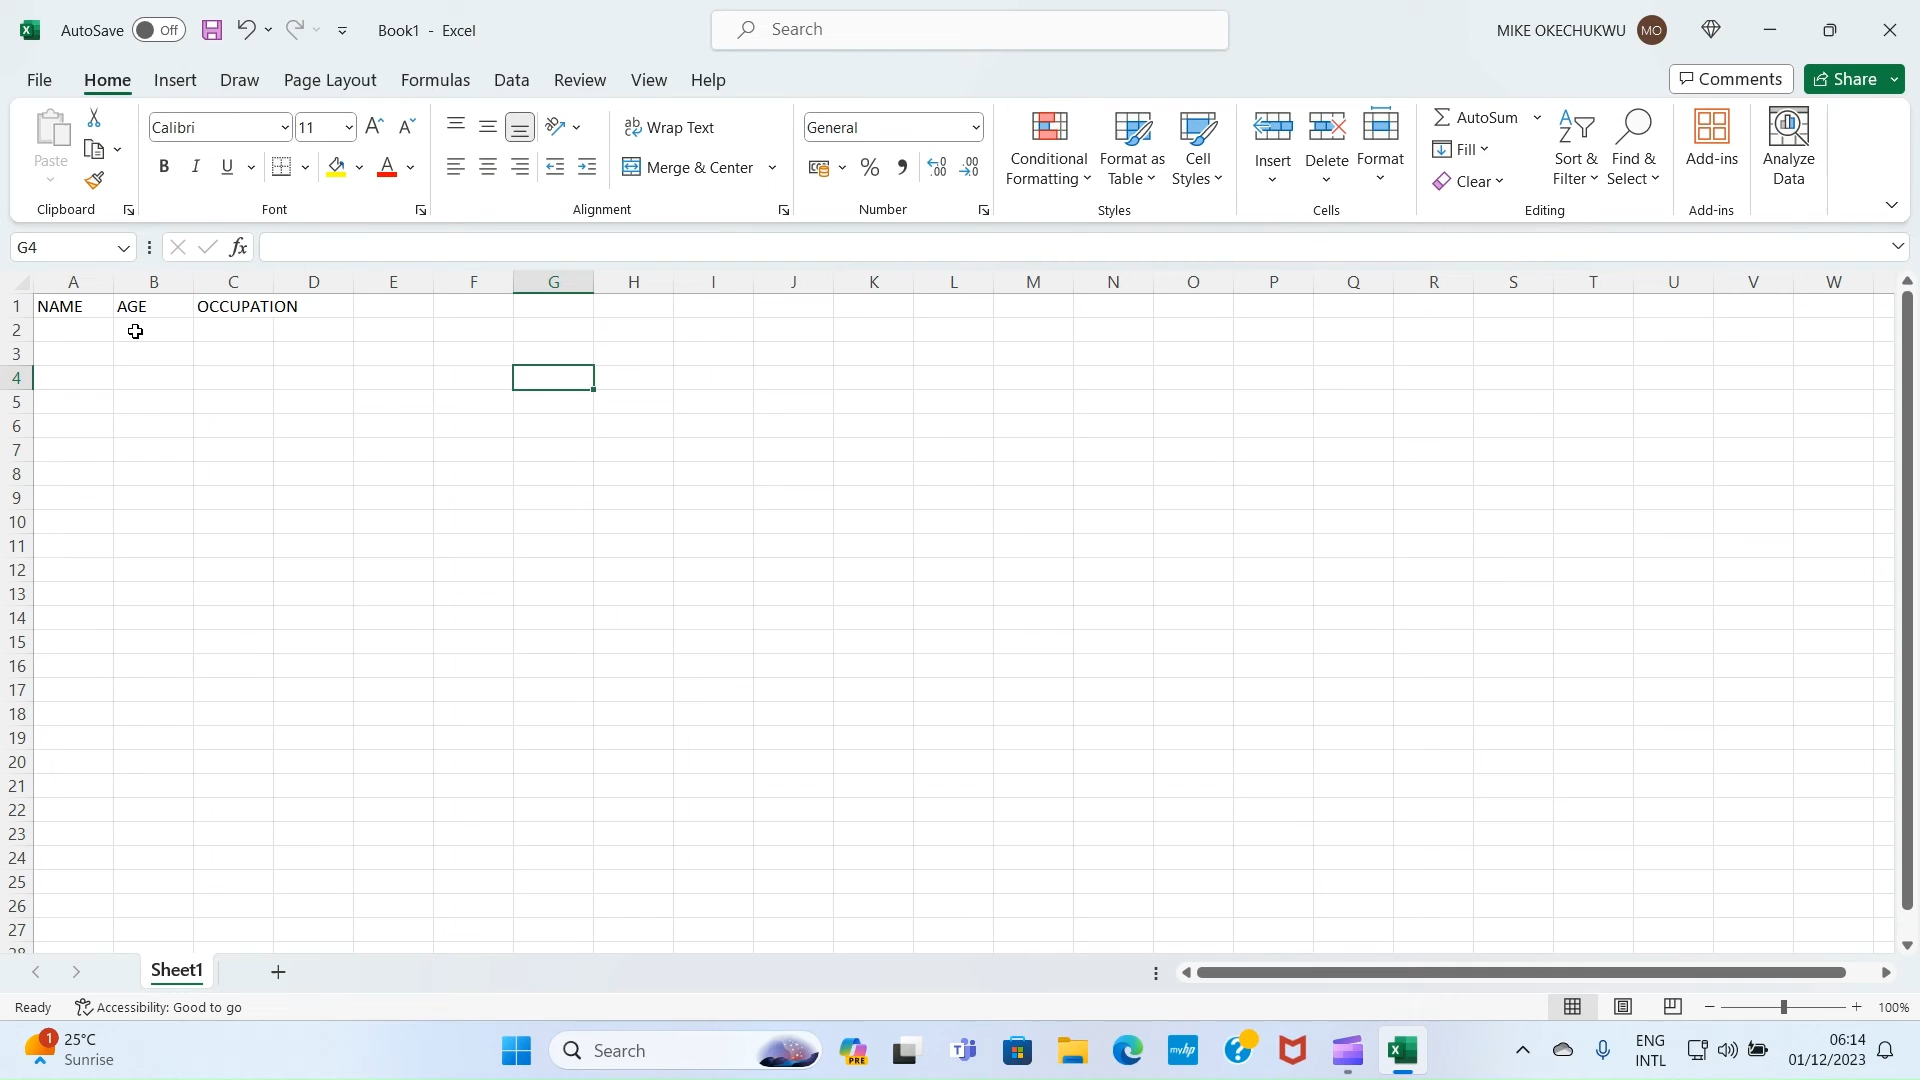 AutoSave Off Book1 - Excel Search MIKE OKECHUKWU MO
File Home Insert Draw Page Layout Formulas Data Review View Help Comments Share
Paste Calibri 11 Wrap Text General Conditional Formatting Format as Table Cell Styles Insert Delete Format AutoSum Fill Clear Sort & Filter Find & Select Add-ins Analyze Data
B I U Merge & Center % 
Clipboard Font Alignment Number Styles Cells Editing Add-ins
G4 fx
A B C D E F G H I J K L M N O P Q R S T U V W
1 NAME AGE OCCUPATION
2
3
4
5
6
7
8
9
10
11
12
13
14
15
16
17
18
19
20
21
22
23
24
25
26
27
28
Sheet1
Ready Accessibility: Good to go 100%
1 25°C Sunrise Search PRE myhp ENG INTL 06:14 01/12/2023